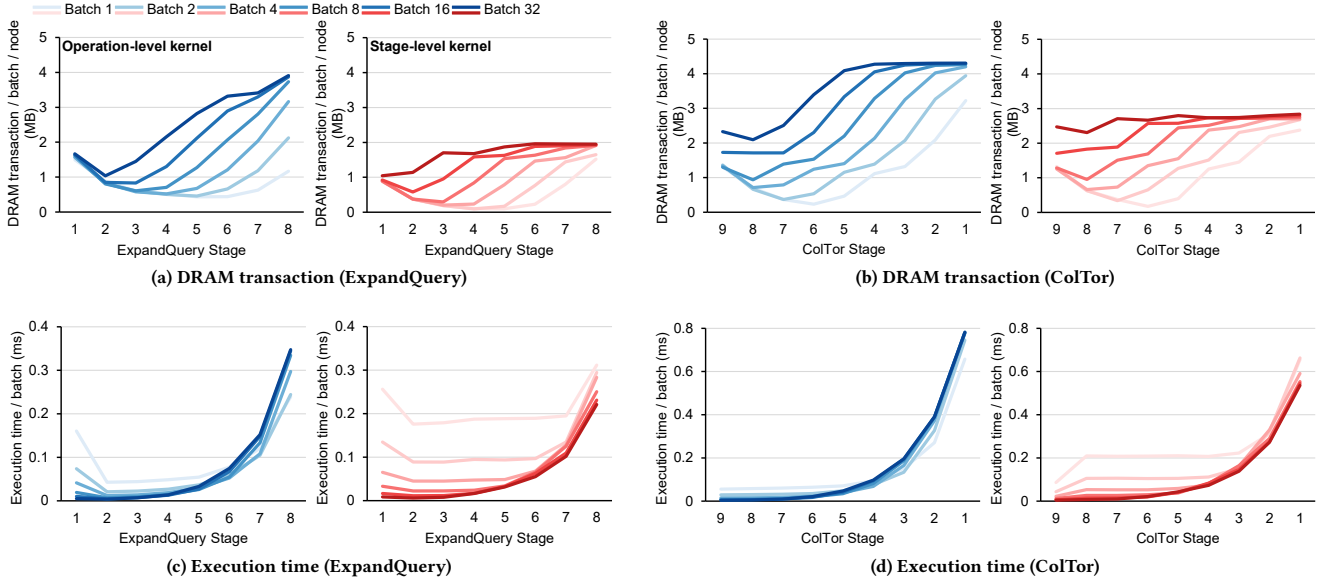 Batch 1 Batch 2 Batch 4 Batch 8 Batch 16 Batch 32
DRAM transaction / batch / node
(MB)
Operation-level kernel
5
4
3
2
1
0
1 2 3 4 5 6 7 8
ExpandQuery Stage
DRAM transaction / batch / node
(MB)
Stage-level kernel
5
4
3
2
1
0
1 2 3 4 5 6 7 8
ExpandQuery Stage
(a) DRAM transaction (ExpandQuery)
DRAM transaction / batch / node
(MB)
5
4
3
2
1
0
9 8 7 6 5 4 3 2 1
ColTor Stage
DRAM transaction / batch / node
(MB)
5
4
3
2
1
0
9 8 7 6 5 4 3 2 1
ColTor Stage
(b) DRAM transaction (ColTor)
Execution time / batch (ms)
0.4
0.3
0.2
0.1
0
1 2 3 4 5 6 7 8
ExpandQuery Stage
Execution time / batch (ms)
0.4
0.3
0.2
0.1
0
1 2 3 4 5 6 7 8
ExpandQuery Stage
(c) Execution time (ExpandQuery)
Execution time / batch (ms)
0.8
0.6
0.4
0.2
0
9 8 7 6 5 4 3 2 1
ColTor Stage
Execution time / batch (ms)
0.8
0.6
0.4
0.2
0
9 8 7 6 5 4 3 2 1
ColTor Stage
(d) Execution time (ColTor)